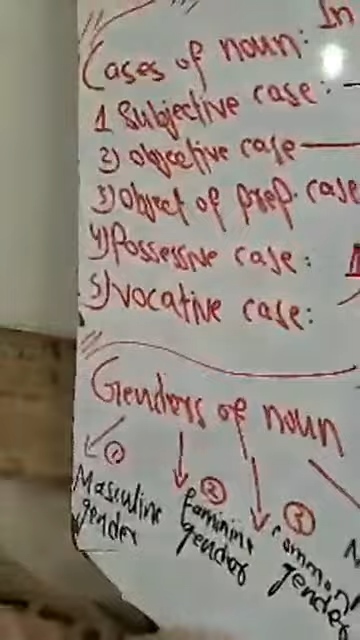 In
Cases of noun:
1 Subjective case:
2) objective case
3) object of prep. case
4) Possessive case:
5) Vocative case:
Genders of noun
① Masculine gender
② Feminine gender
③ common gender